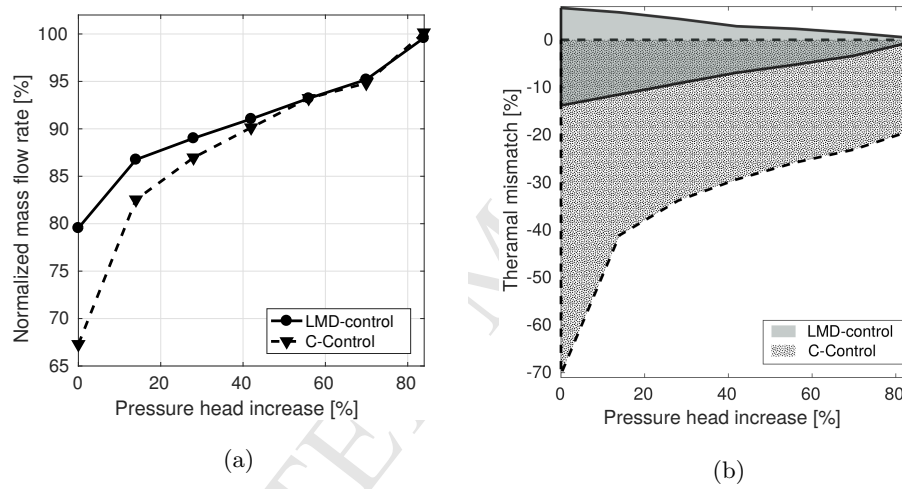 100
95
90
85
80
75
70
65
Normalized mass flow rate [%]
0 20 40 60 80
Pressure head increase [%]
LMD-control
C-Control
(a)
0
-10
-20
-30
-40
-50
-60
-70
Theramal mismatch [%]
0 20 40 60 80
Pressure head increase [%]
LMD-control
C-Control
(b)